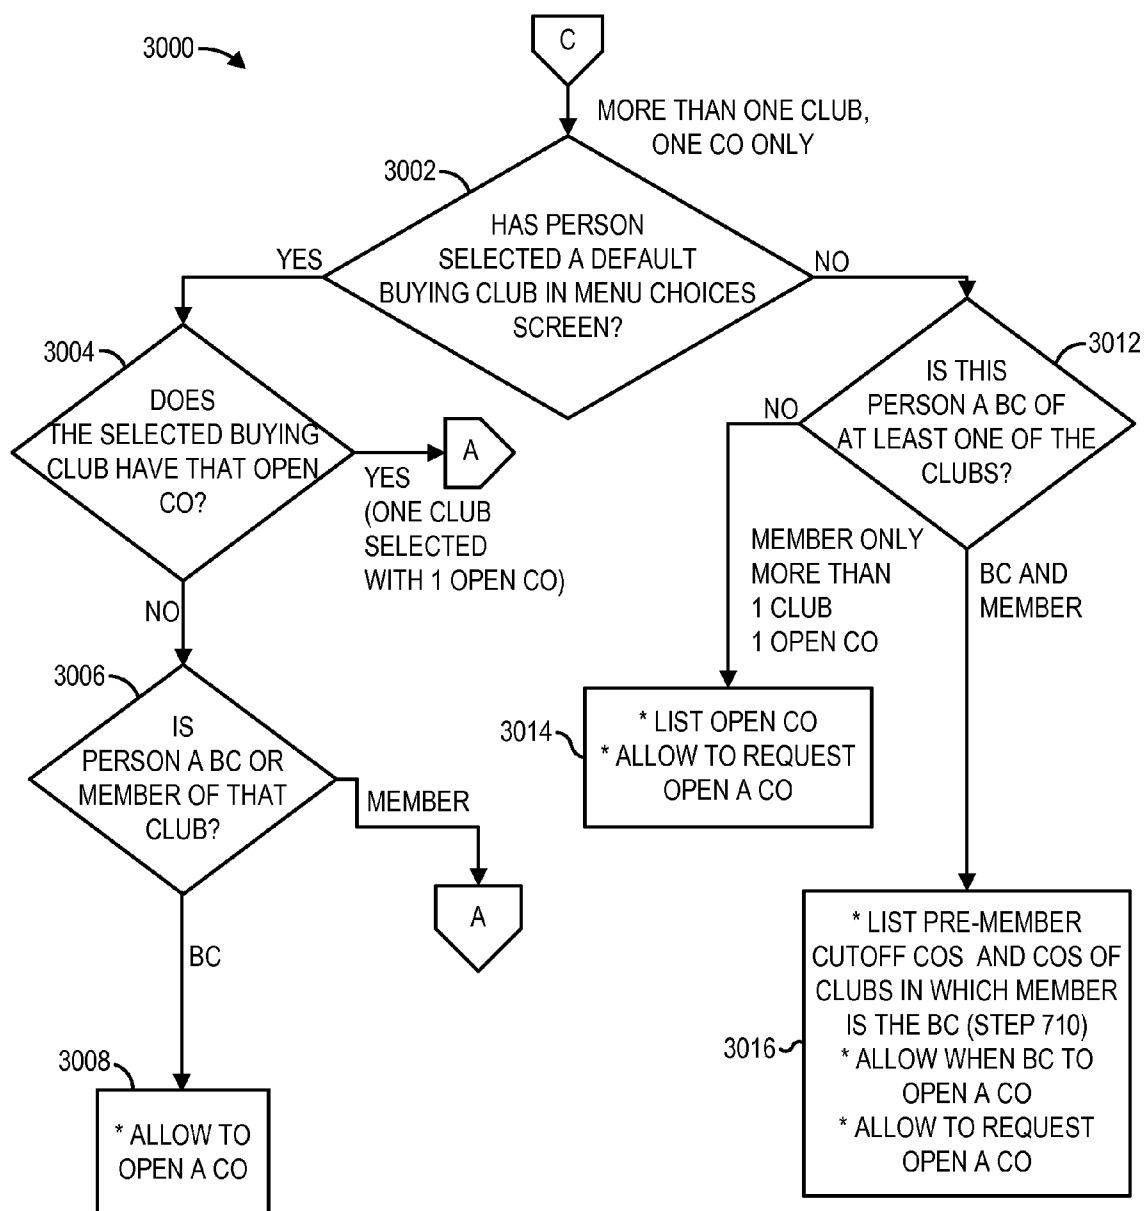 3000
C
MORE THAN ONE CLUB,
ONE CO ONLY
3002
HAS PERSON
SELECTED A DEFAULT
BUYING CLUB IN MENU CHOICES
SCREEN?
YES
NO
3004
DOES
THE SELECTED BUYING
CLUB HAVE THAT OPEN
CO?
A
YES
(ONE CLUB
SELECTED
WITH 1 OPEN CO)
NO
3012
IS THIS
PERSON A BC OF
AT LEAST ONE OF THE
CLUBS?
NO
MEMBER ONLY
MORE THAN
1 CLUB
1 OPEN CO
BC AND
MEMBER
3006
IS
PERSON A BC OR
MEMBER OF THAT
CLUB?
MEMBER
A
BC
3014
* LIST OPEN CO
* ALLOW TO REQUEST
OPEN A CO
3008
* ALLOW TO
OPEN A CO
3016
* LIST PRE-MEMBER
CUTOFF COS AND COS OF
CLUBS IN WHICH MEMBER
IS THE BC (STEP 710)
* ALLOW WHEN BC TO
OPEN A CO
* ALLOW TO REQUEST
OPEN A CO